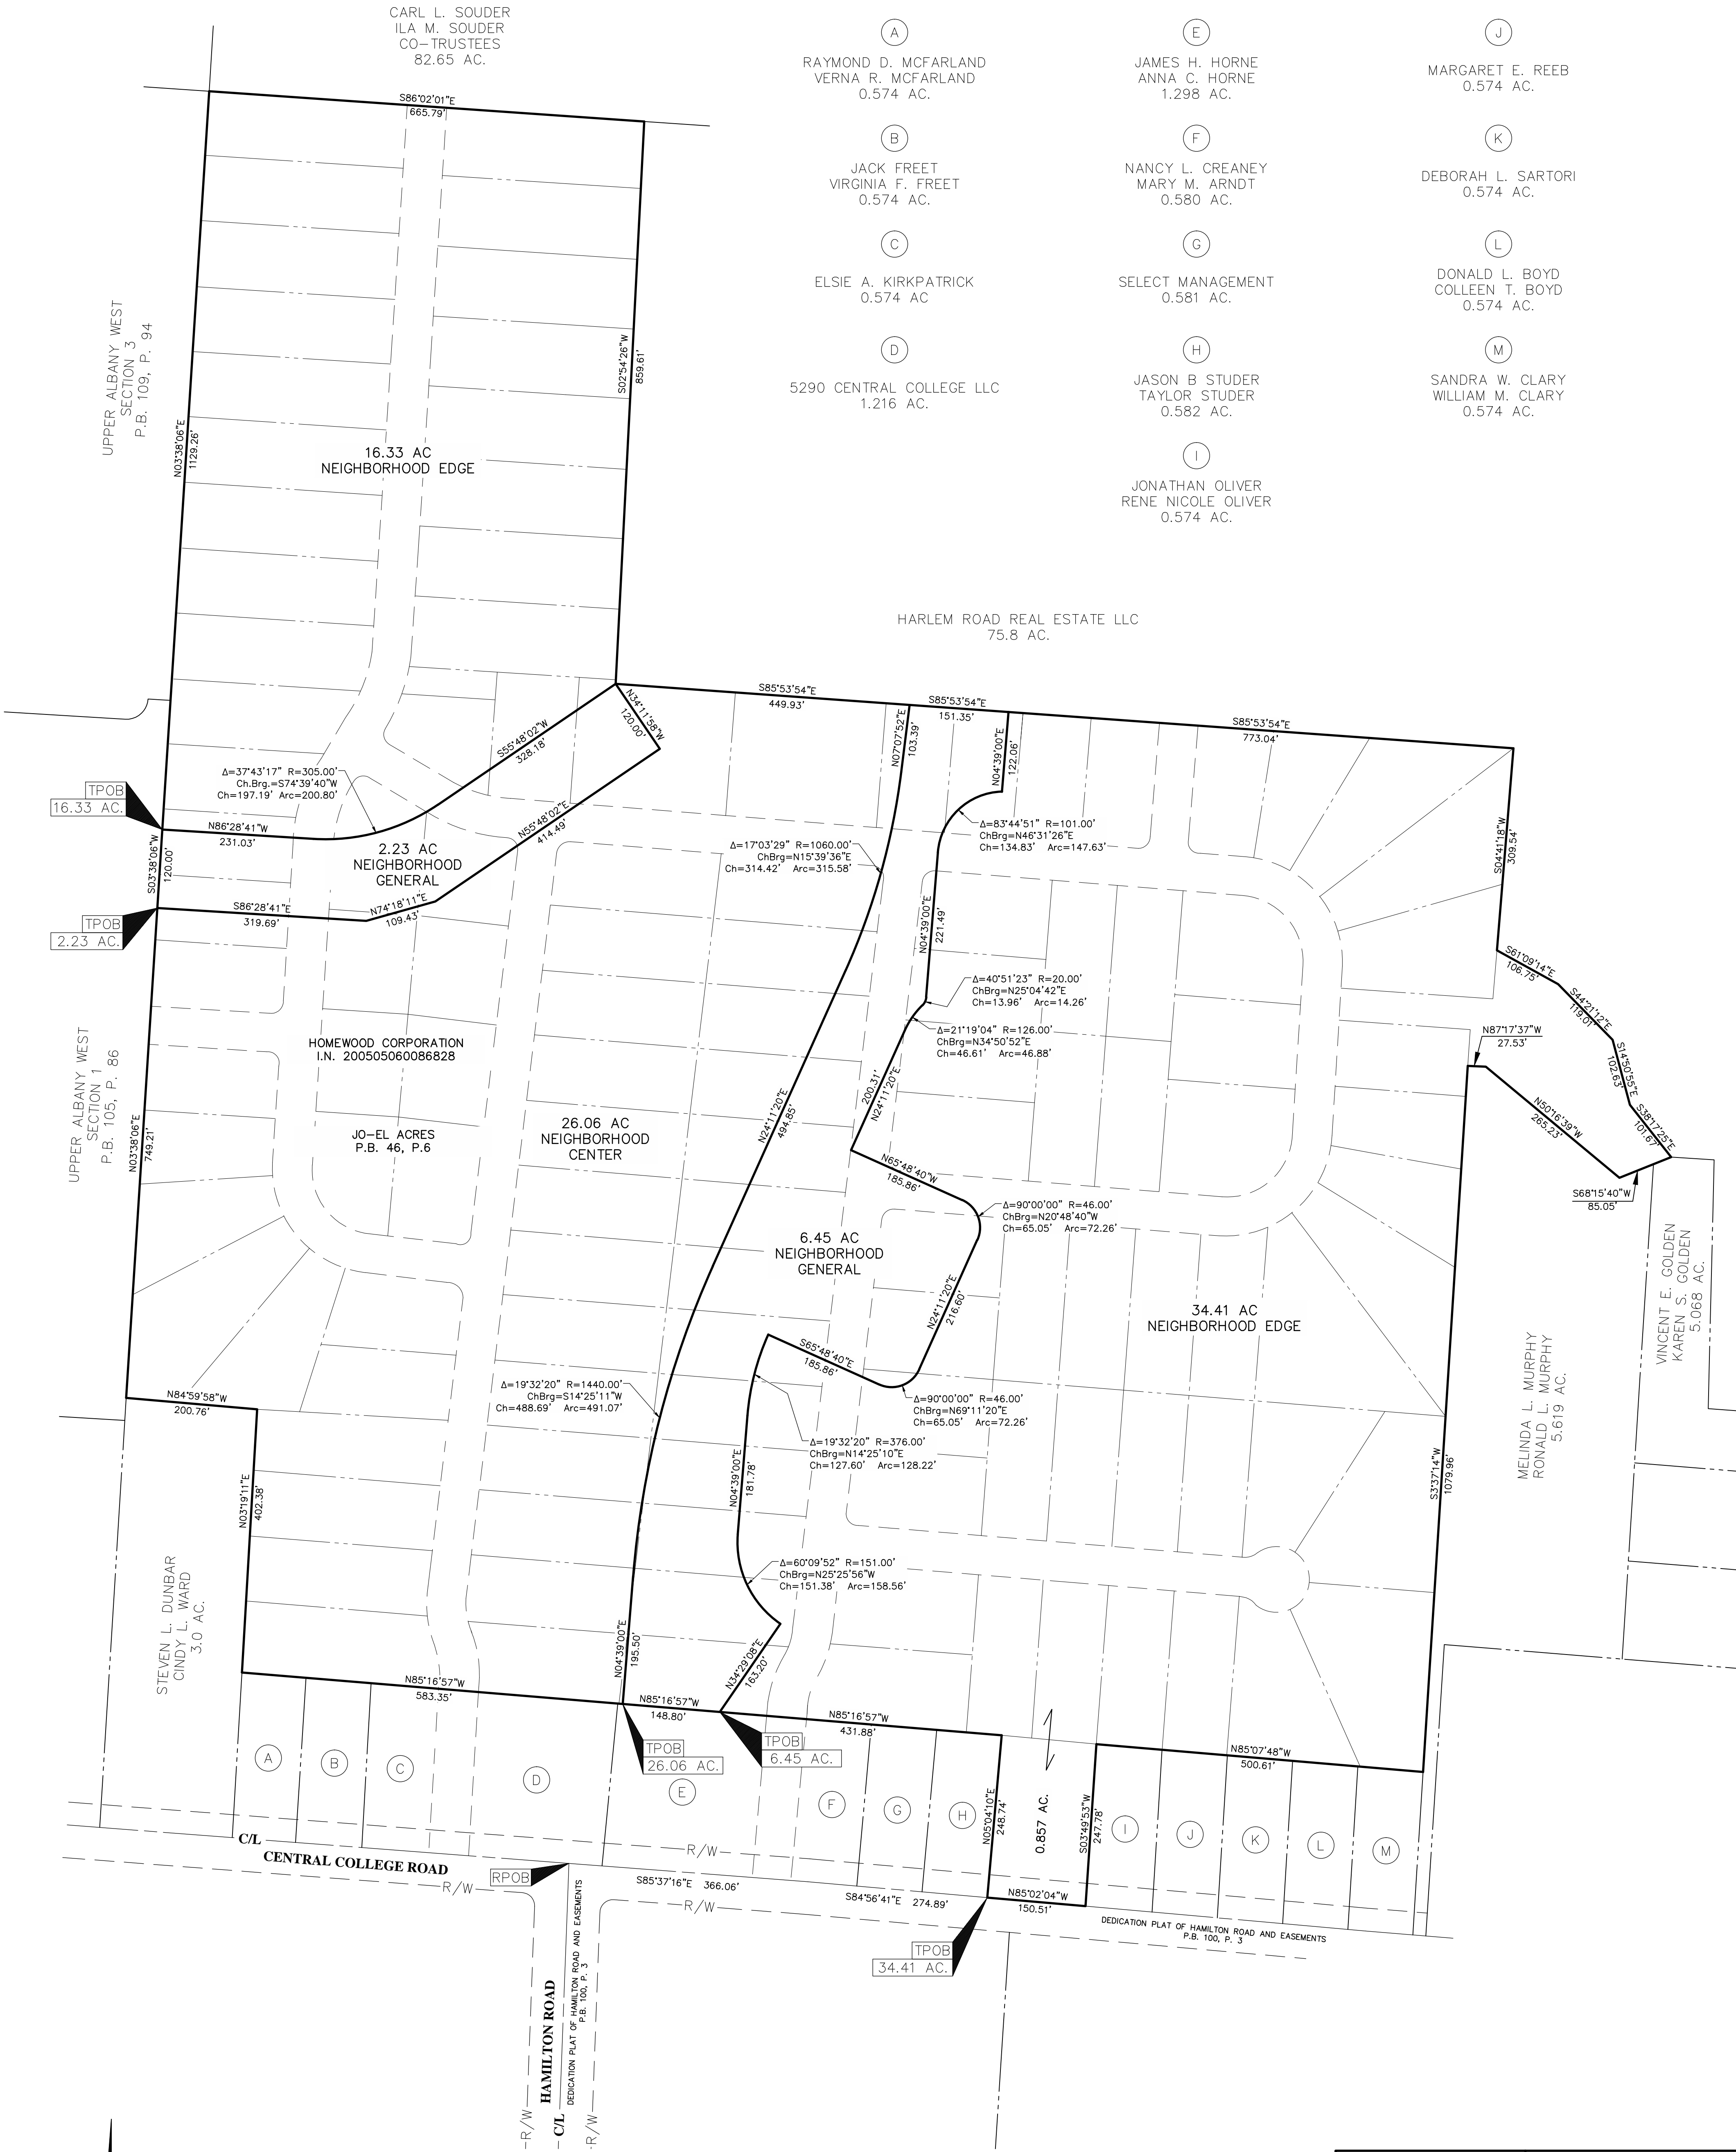 CARL L. SOUDER
ILA M. SOUDER
CO-TRUSTEES
82.65 AC.
A
RAYMOND D. MCFARLAND
VERNA R. MCFARLAND
0.574 AC.
E
JAMES H. HORNE
ANNA C. HORNE
1.298 AC.
J
MARGARET E. REEB
0.574 AC.
B
JACK FREET
VIRGINIA F. FREET
0.574 AC.
F
NANCY L. CREANEY
MARY M. ARNDT
0.580 AC.
K
DEBORAH L. SARTORI
0.574 AC.
C
ELSIE A. KIRKPATRICK
0.574 AC
G
SELECT MANAGEMENT
0.581 AC.
L
DONALD L. BOYD
COLLEEN T. BOYD
0.574 AC.
D
5290 CENTRAL COLLEGE LLC
1.216 AC.
H
JASON B STUDER
TAYLOR STUDER
0.582 AC.
M
SANDRA W. CLARY
WILLIAM M. CLARY
0.574 AC.
I
JONATHAN OLIVER
RENE NICOLE OLIVER
0.574 AC.
S86°02'01"E
665.79'
UPPER ALBANY WEST
SECTION 3
P.B. 109, P. 94
N03°38'06"E
1129.26'
S02°54'26"W
859.61'
16.33 AC
NEIGHBORHOOD EDGE
HARLEM ROAD REAL ESTATE LLC
75.8 AC.
S85°53'54"E
449.93'
S85°53'54"E
151.35'
S85°53'54"E
773.04'
N34°11'58"W
120.00'
S55°48'02"W
328.18'
N07°07'52"E
103.39'
N04°39'00"E
122.06'
Δ=37°43'17" R=305.00'
Ch.Brg.=S74°39'40"W
Ch=197.19' Arc=200.80'
TPOB
16.33 AC.
N86°28'41"W
231.03'
S03°38'06"W
120.00'
2.23 AC
NEIGHBORHOOD
GENERAL
N55°48'02"E
414.49'
Δ=17°03'29" R=1060.00'
ChBrg=N15°39'36"E
Ch=314.42' Arc=315.58'
Δ=83°44'51" R=101.00'
ChBrg=N46°31'26"E
Ch=134.83' Arc=147.63'
S04°41'18"W
309.54'
TPOB
2.23 AC.
S86°28'41"E
319.69'
N74°18'11"E
109.43'
N04°39'00"E
221.49'
S61°09'14"E
106.75'
S44°21'12"E
119.01'
S14°50'55"E
102.63'
S38°17'25"E
101.67'
N87°17'37"W
27.53'
N50°16'39"W
265.23'
S68°15'40"W
85.05'
Δ=40°51'23" R=20.00'
ChBrg=N25°04'42"E
Ch=13.96' Arc=14.26'
Δ=21°19'04" R=126.00'
ChBrg=N34°50'52"E
Ch=46.61' Arc=46.88'
HOMEWOOD CORPORATION
I.N. 200505060086828
UPPER ALBANY WEST
SECTION 1
P.B. 105, P. 86
N03°38'06"E
749.21'
JO-EL ACRES
P.B. 46, P.6
26.06 AC
NEIGHBORHOOD
CENTER
N24°11'20"E
494.85'
200.31'
N24°11'20"E
N65°48'40"W
185.86'
Δ=90°00'00" R=46.00'
ChBrg=N20°48'40"W
Ch=65.05' Arc=72.26'
6.45 AC
NEIGHBORHOOD
GENERAL
N24°11'20"E
216.60'
34.41 AC
NEIGHBORHOOD EDGE
VINCENT E. GOLDEN
KAREN S. GOLDEN
5.068 AC.
MELINDA L. MURPHY
RONALD L. MURPHY
5.619 AC.
S65°48'40"E
185.86'
N84°59'58"W
200.76'
Δ=19°32'20" R=1440.00'
ChBrg=S14°25'11"W
Ch=488.69' Arc=491.07'
Δ=90°00'00" R=46.00'
ChBrg=N69°11'20"E
Ch=65.05' Arc=72.26'
Δ=19°32'20" R=376.00'
ChBrg=N14°25'10"E
Ch=127.60' Arc=128.22'
N04°39'00"E
181.78'
S3°37'14"W
1079.96'
N03°19'11"E
402.38'
STEVEN L. DUNBAR
CINDY L. WARD
3.0 AC.
Δ=60°09'52" R=151.00'
ChBrg=N25°25'56"W
Ch=151.38' Arc=158.56'
N04°39'00"E
195.50'
N34°29'08"E
163.20'
N85°16'57"W
583.35'
N85°16'57"W
148.80'
N85°16'57"W
431.88'
N85°07'48"W
500.61'
TPOB
26.06 AC.
TPOB
6.45 AC.
A
B
C
D
E
F
G
H
N05°04'10"E
248.74'
0.857 AC.
S03°49'53"W
247.78'
I
J
K
L
M
C/L
CENTRAL COLLEGE ROAD
R/W
R/W
RPOB
S85°37'16"E 366.06'
R/W
S84°56'41"E 274.89'
N85°02'04"W
150.51'
DEDICATION PLAT OF HAMILTON ROAD AND EASEMENTS
P.B. 100, P. 3
TPOB
34.41 AC.
HAMILTON ROAD
C/L
DEDICATION PLAT OF HAMILTON ROAD AND EASEMENTS
P.B. 100, P. 3
R/W
R/W